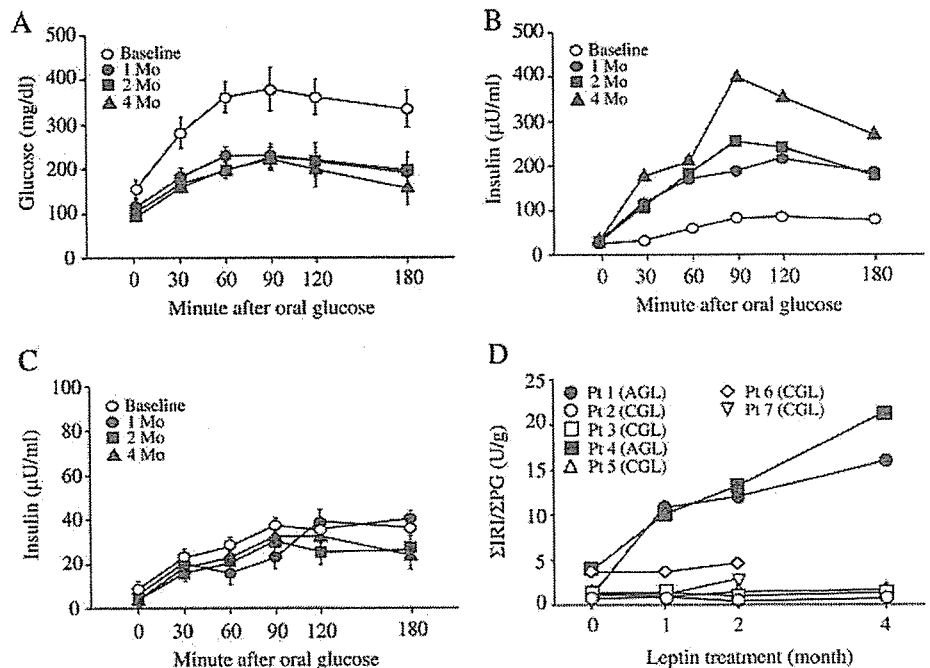 A
Glucose (mg/dl)
500
400
300
200
100
0
Baseline
1 Mo
2 Mo
4 Mo
0 30 60 90 120 180
Minute after oral glucose
B
Insulin (μU/ml)
500
400
300
200
100
0
Baseline
1 Mo
2 Mo
4 Mo
0 30 60 90 120 180
Minute after oral glucose
C
Insulin (μU/ml)
100
80
60
40
20
0
Baseline
1 Mo
2 Mo
4 Mo
0 30 60 90 120 180
Minute after oral glucose
D
ΣIRI/ΣPG (U/g)
25
20
15
10
5
0
Pt 1 (AGL)
Pt 2 (CGL)
Pt 3 (CGL)
Pt 4 (AGL)
Pt 5 (CGL)
Pt 6 (CGL)
Pt 7 (CGL)
0 1 2 4
Leptin treatment (month)